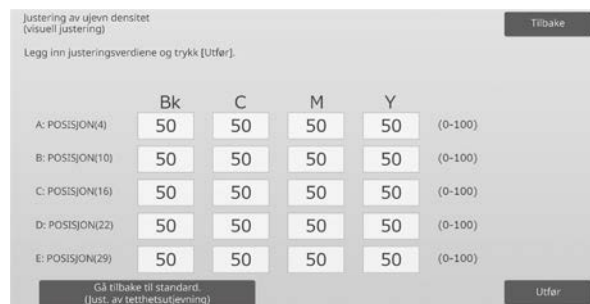 Justering av ujevn densitet
(visuell justering)
Tilbake
Legg inn justeringsverdiene og trykk [Utfør].
Bk C M Y
A: POSISJON(4) 50 50 50 50 (0-100)
B: POSISJON(10) 50 50 50 50 (0-100)
C: POSISJON(16) 50 50 50 50 (0-100)
D: POSISJON(22) 50 50 50 50 (0-100)
E: POSISJON(29) 50 50 50 50 (0-100)
Gå tilbake til standard.
(Just. av tetthetsutjevning)
Utfør